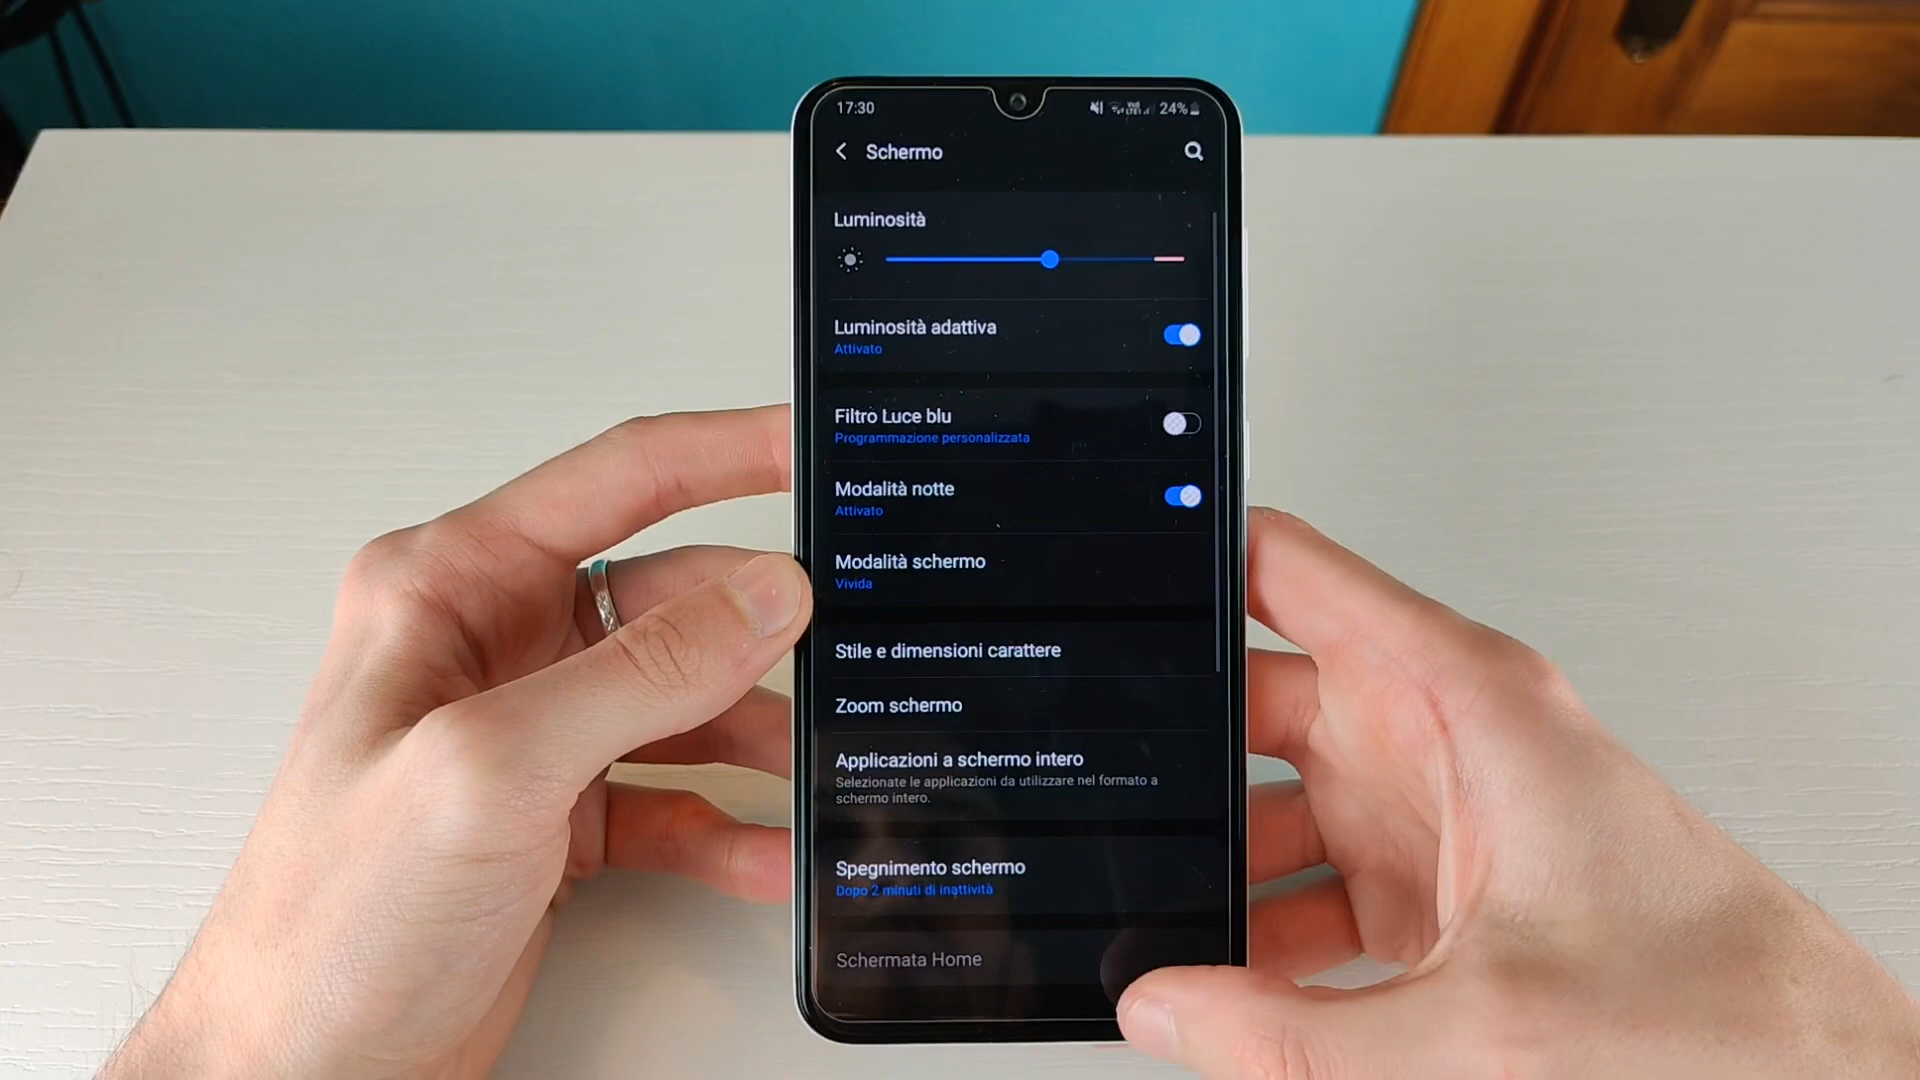 17:30
24%
Schermo
Luminosità
Luminosità adattiva
Attivato
Filtro Luce blu
Programmazione personalizzata
Modalità notte
Attivato
Modalità schermo
Vivida
Stile e dimensioni carattere
Zoom schermo
Applicazioni a schermo intero
Selezionate le applicazioni da utilizzare nel formato a
schermo intero.
Spegnimento schermo
Dopo 2 minuti di inattività
Schermata Home